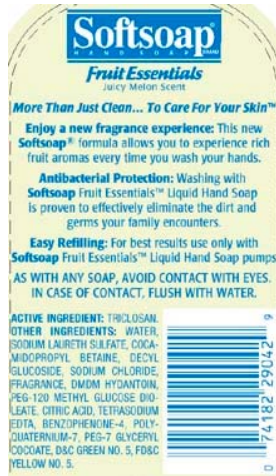 Softsoap®
HAND SOAP BRAND
Fruit Essentials
Juicy Melon Scent
More Than Just Clean... To Care For Your Skin™
Enjoy a new fragrance experience: This new
Softsoap® formula allows you to experience rich
fruit aromas every time you wash your hands.
Antibacterial Protection: Washing with
Softsoap Fruit Essentials™ Liquid Hand Soap
is proven to effectively eliminate the dirt and
germs your family encounters.
Easy Refilling: For best results use only with
Softsoap Fruit Essentials™ Liquid Hand Soap pumps
AS WITH ANY SOAP, AVOID CONTACT WITH EYES.
IN CASE OF CONTACT, FLUSH WITH WATER.
ACTIVE INGREDIENT: TRICLOSAN.
OTHER INGREDIENTS: WATER,
SODIUM LAURETH SULFATE, COCA-
MIDOPROPYL BETAINE, DECYL
GLUCOSIDE, SODIUM CHLORIDE,
FRAGRANCE, DMDM HYDANTOIN,
PEG-120 METHYL GLUCOSE DIO-
LEATE, CITRIC ACID, TETRASODIUM
EDTA, BENZOPHENONE-4, POLY-
QUATERNIUM-7, PEG-7 GLYCERYL
COCOATE, D&C GREEN NO. 5, FD&C
YELLOW NO. 5.
0 74182 29042 9